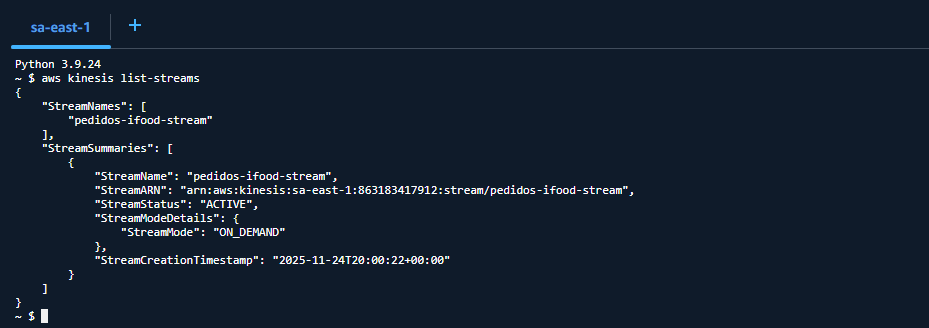 sa-east-1 +
Python 3.9.24
~ $ aws kinesis list-streams
{
    "StreamNames": [
        "pedidos-ifood-stream"
    ],
    "StreamSummaries": [
        {
            "StreamName": "pedidos-ifood-stream",
            "StreamARN": "arn:aws:kinesis:sa-east-1:863183417912:stream/pedidos-ifood-stream",
            "StreamStatus": "ACTIVE",
            "StreamModeDetails": {
                "StreamMode": "ON_DEMAND"
            },
            "StreamCreationTimestamp": "2025-11-24T20:00:22+00:00"
        }
    ]
}
~ $